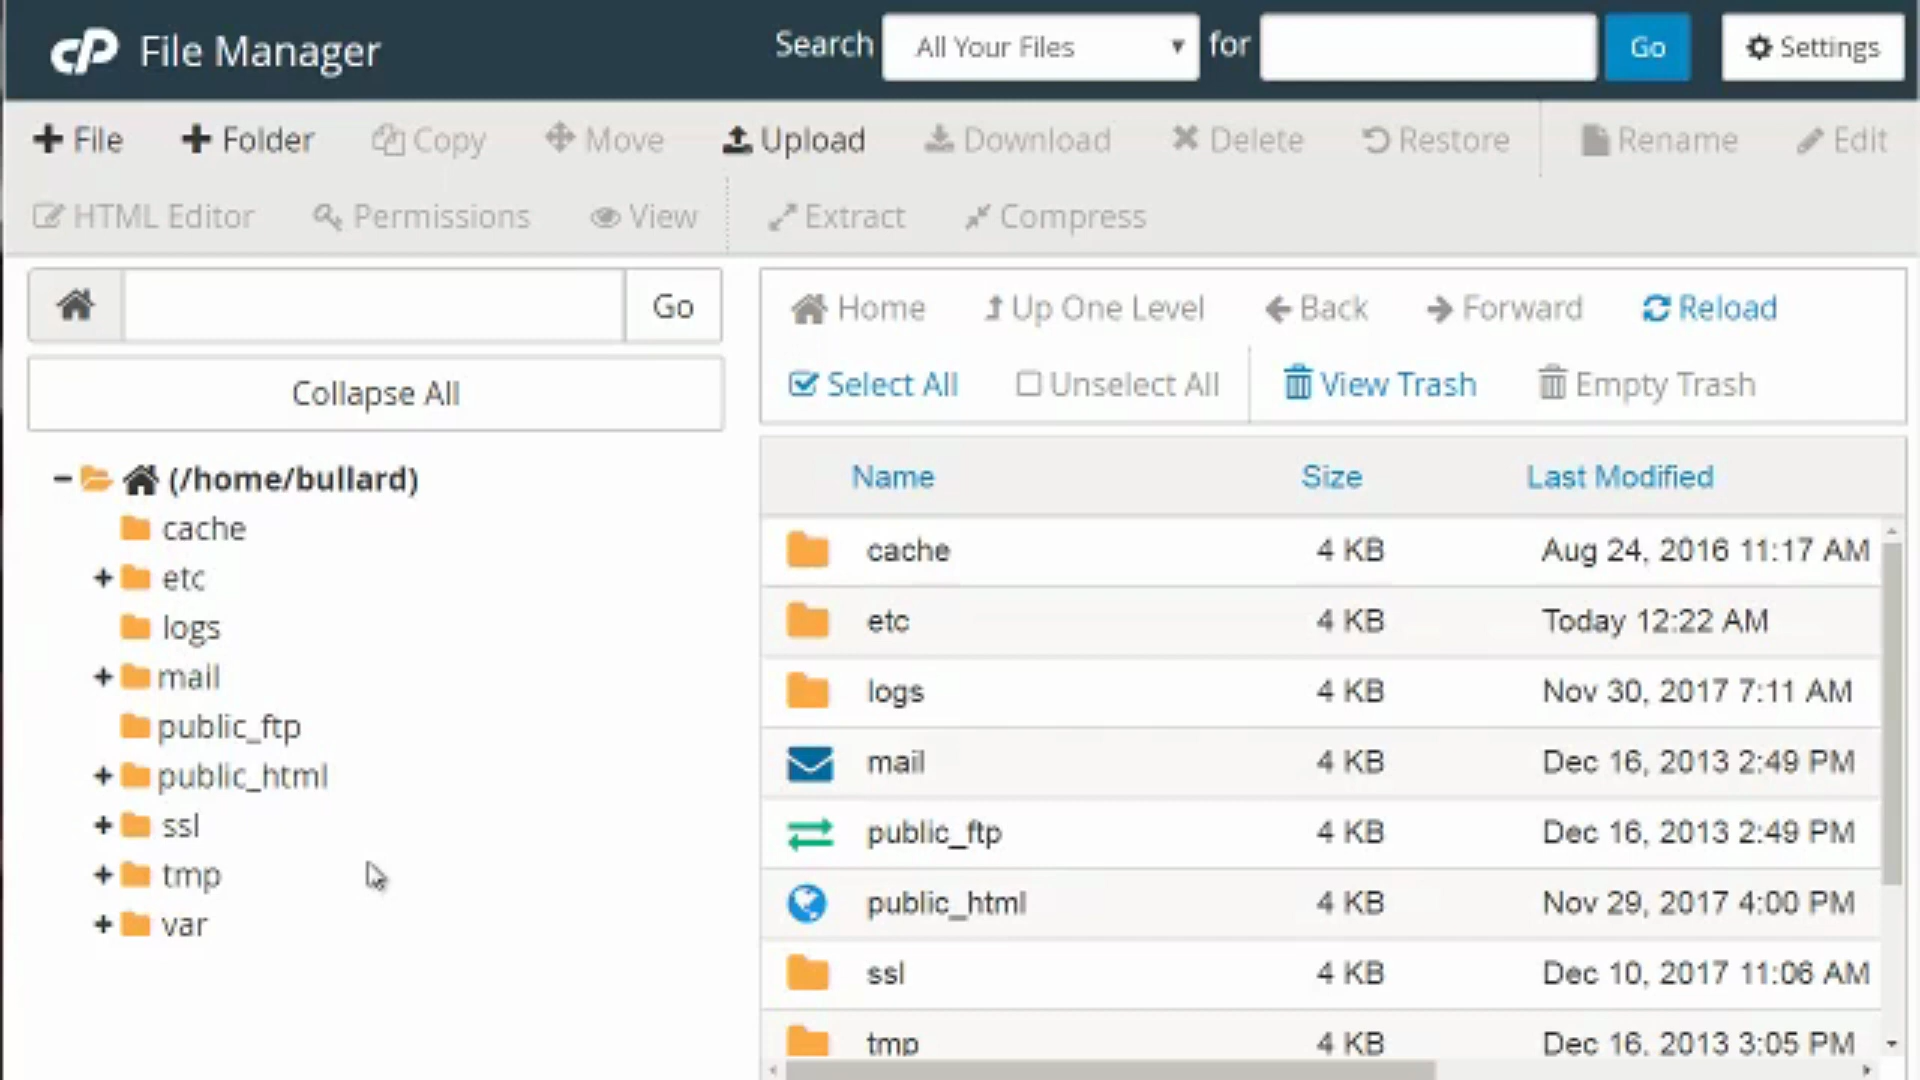 cP File Manager Search All Your Files for Go Settings
File Folder Copy Move Upload Download Delete Restore Rename Edit
HTML Editor Permissions View Extract Compress
Go
Collapse All
(/home/bullard)
cache
etc
logs
mail
public_ftp
public_html
ssl
tmp
var
Home Up One Level Back Forward Reload
Select All Unselect All View Trash Empty Trash
Name Size Last Modified
cache 4 KB Aug 24, 2016 11:17 AM
etc 4 KB Today 12:22 AM
logs 4 KB Nov 30, 2017 7:11 AM
mail 4 KB Dec 16, 2013 2:49 PM
public_ftp 4 KB Dec 16, 2013 2:49 PM
public_html 4 KB Nov 29, 2017 4:00 PM
ssl 4 KB Dec 10, 2017 11:06 AM
tmp 4 KB Dec 16, 2013 3:05 PM